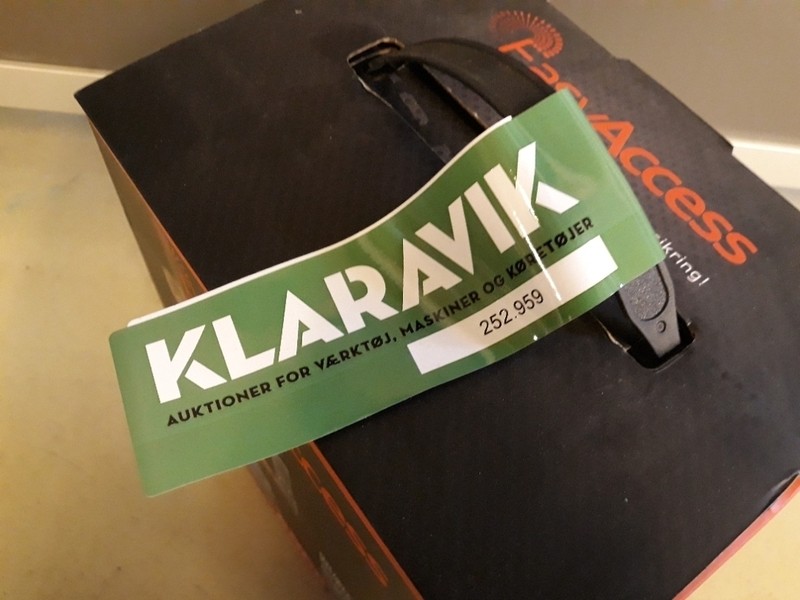 EasyAccess
KLARAVIK
AUKTIONER FOR VÆRKTØJ, MASKINER OG KØRETØJER
252.959